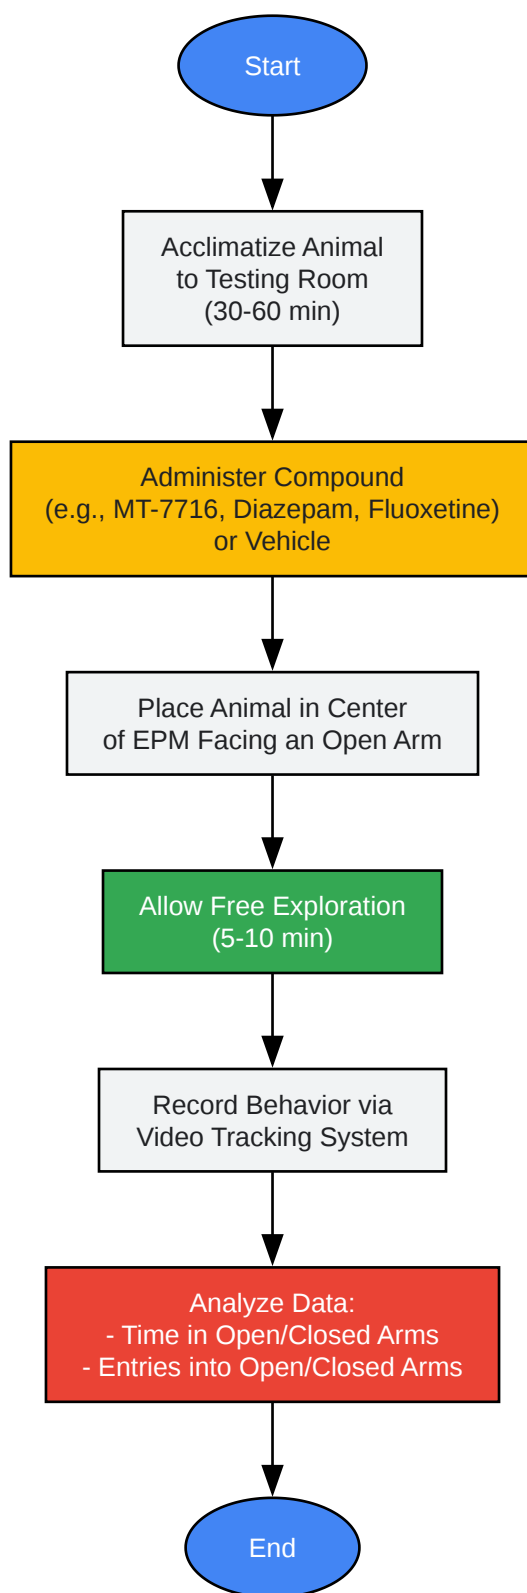 Start
Acclimatize Animal
to Testing Room
(30-60 min)
Administer Compound
(e.g., MT-7716, Diazepam, Fluoxetine)
or Vehicle
Place Animal in Center
of EPM Facing an Open Arm
Allow Free Exploration
(5-10 min)
Record Behavior via
Video Tracking System
Analyze Data:
- Time in Open/Closed Arms
- Entries into Open/Closed Arms
End